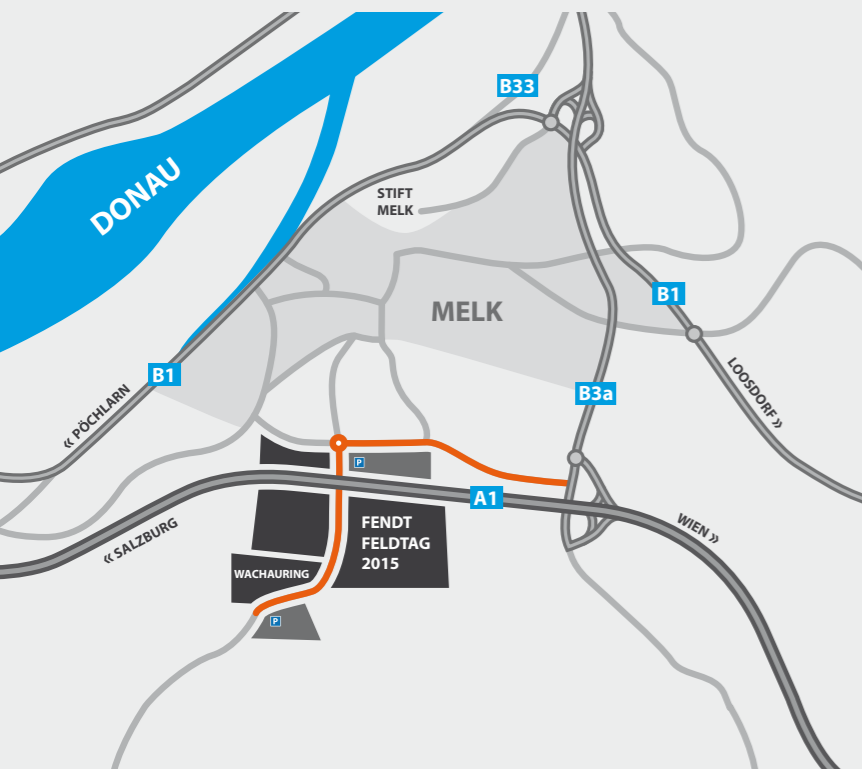 B33
DONAU
STIFT
MELK
MELK
B1
B1
« PÖCHLARN
B3a
LOOSDORF »
P
A1
« SALZBURG
FENDT
FELDTAG
2015
WIEN »
WACHAURING
P